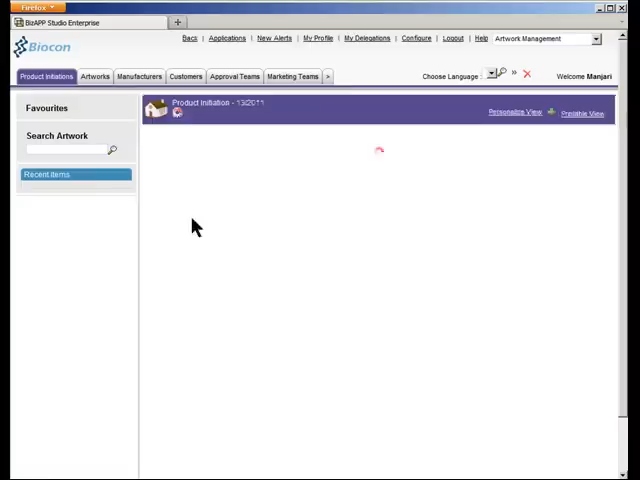 Firefox
BizAPP Studio Enterprise
+
Biocon
Back | Applications | New Alerts | My Profile | My Delegations | Configure | Logout | Help
Artwork Management
Product Initiations
Artworks
Manufacturers
Customers
Approval Teams
Marketing Teams
>
Choose Language :
»
Welcome Manjari
Favourites
Search Artwork
Recent Items
Product Initiation - 13/2011
Personalize View
Printable View